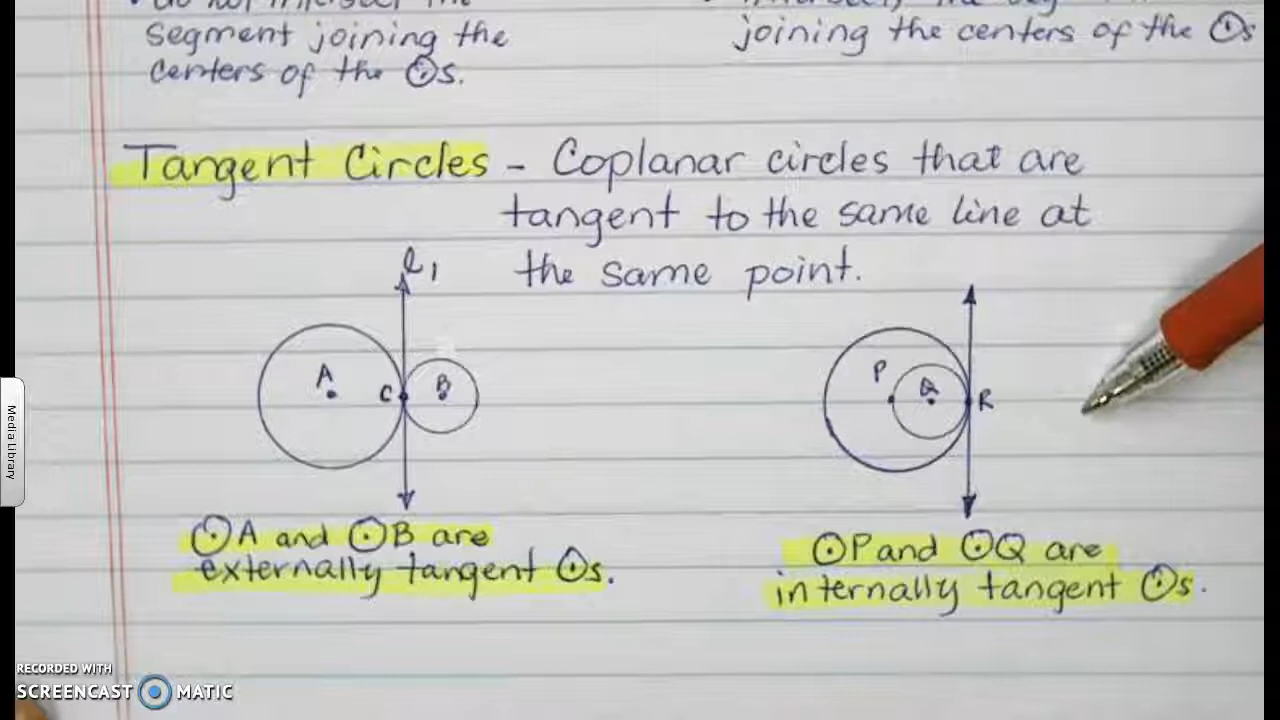 segment joining the
centers of the ⊙s.
joining the centers of the ⊙s
Tangent Circles - Coplanar circles that are
tangent to the same line at
the same point.
ℓ₁
A
C
B
P
Q
R
⊙A and ⊙B are
externally tangent ⊙s.
⊙P and ⊙Q are
internally tangent ⊙s.
Media Library
RECORDED WITH
SCREENCAST MATIC